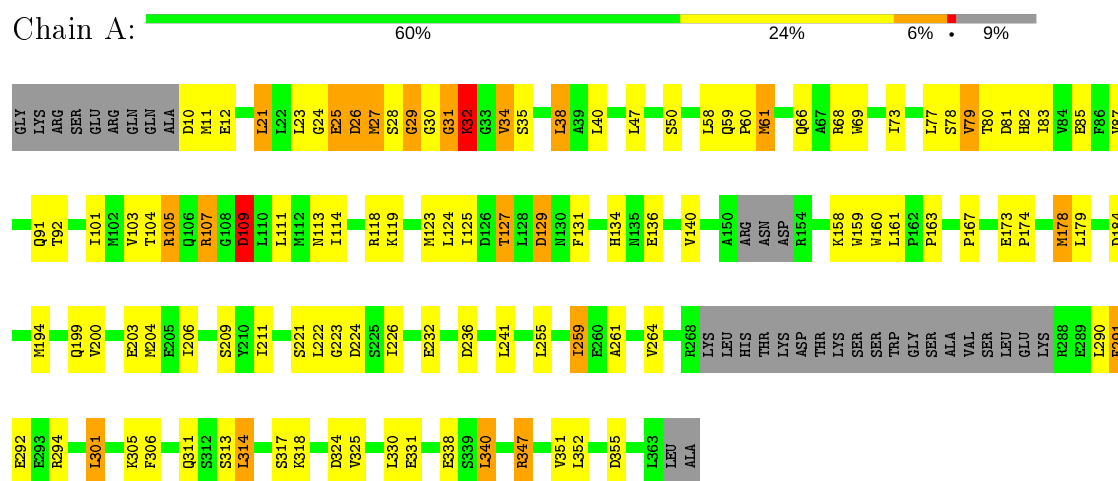 Chain A:
60% 24% 6% • 9%
GLY LYS ARG SER GLU ARG GLN GLN ALA D10 M11 E12 L21 L22 L23 G24 E25 D26 M27 S28 G29 G30 G31 K32 G33 V34 S35 L38 A39 L40 L47 S50 L58 Q59 P60 M61 Q66 A67 R68 W69 I73 L77 S78 V79 T80 D81 H82 I83 V84 E85 F86 V87
Q91 T92 I101 M102 V103 T104 R105 Q106 R107 G108 D109 L110 L111 M112 N113 I114 R118 K119 M123 L124 I125 D126 T127 L128 D129 N130 F131 H134 N135 E136 V140 A150 ARG ASN ASP R154 K158 W159 W160 L161 P162 P163 P167 E173 P174 M178 L179 D184
M194 Q199 V200 E203 M204 E205 I206 S209 Y210 I211 S221 L222 G223 D224 S225 I226 E232 D236 L241 L255 I259 E260 A261 V264 R268 LYS LEU HIS THR LYS ASP THR LYS SER SER TRP GLY SER ALA VAL SER LEU GLU LYS R288 E289 L290 E291
E292 E293 R294 L301 K305 F306 Q311 S312 S313 L314 S317 K318 D324 V325 L330 E331 E338 S339 L340 R347 V351 L352 D355 L363 LEU ALA